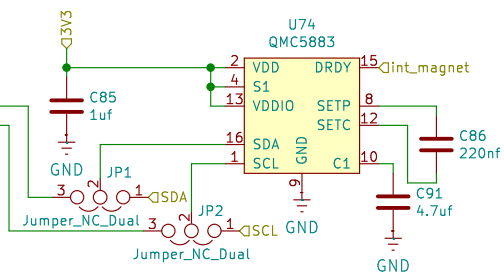 3V3
U74
QMC5883
2 VDD DRDY 15 int_magnet
4 S1
13 VDDIO SETP 8
SETC 12
C85
1uf
C86
220nf
16 SDA
1 SCL GND C1 10
9
GND
GND
JP1
3 2 1 SDA
Jumper_NC_Dual
C91
4.7uf
JP2
3 2 1 SCL
Jumper_NC_Dual
GND